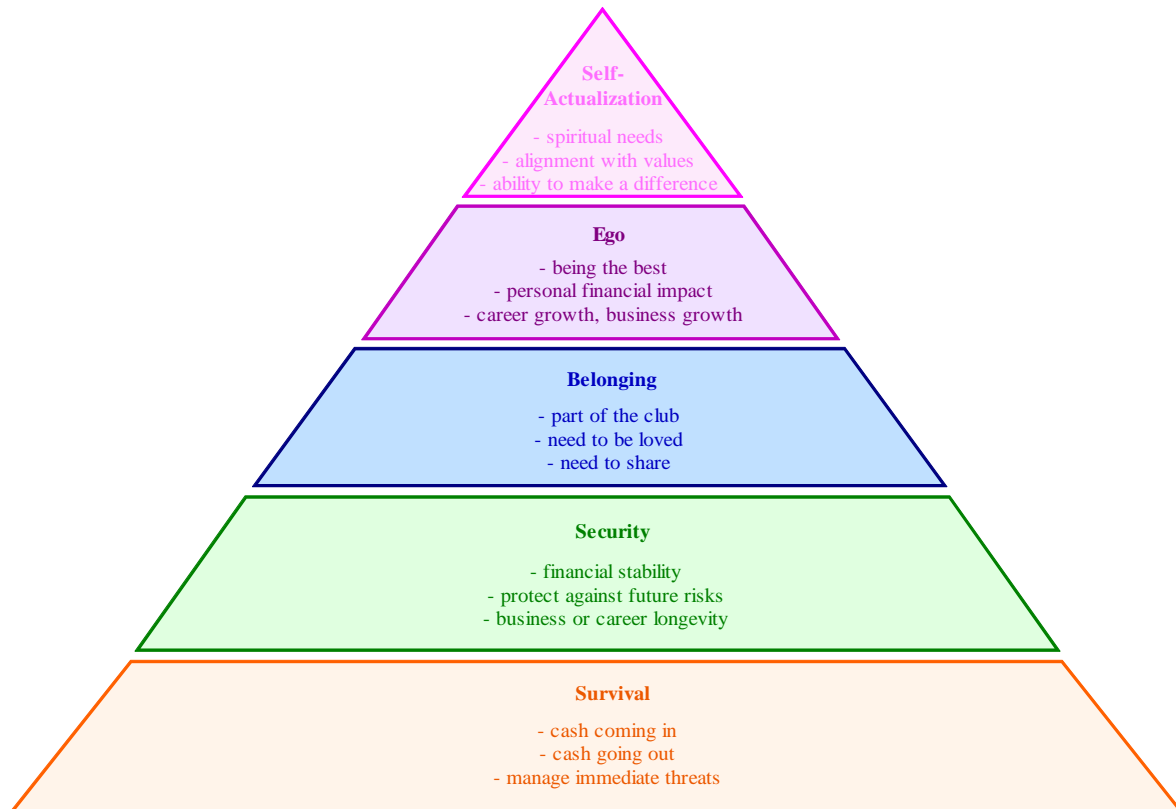 Self-
Actualization
- spiritual needs
- alignment with values
- ability to make a difference
Ego
- being the best
- personal financial impact
- career growth, business growth
Belonging
- part of the club
- need to be loved
- need to share
Security
- financial stability
- protect against future risks
- business or career longevity
Survival
- cash coming in
- cash going out
- manage immediate threats